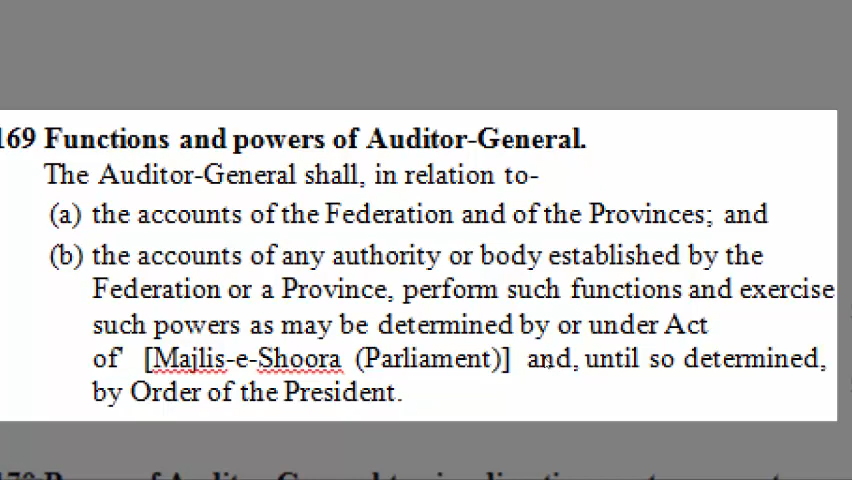 169 Functions and powers of Auditor-General.
The Auditor-General shall, in relation to-
(a) the accounts of the Federation and of the Provinces; and
(b) the accounts of any authority or body established by the
Federation or a Province, perform such functions and exercise
such powers as may be determined by or under Act
of' [Majlis-e-Shoora (Parliament)] and, until so determined,
by Order of the President.